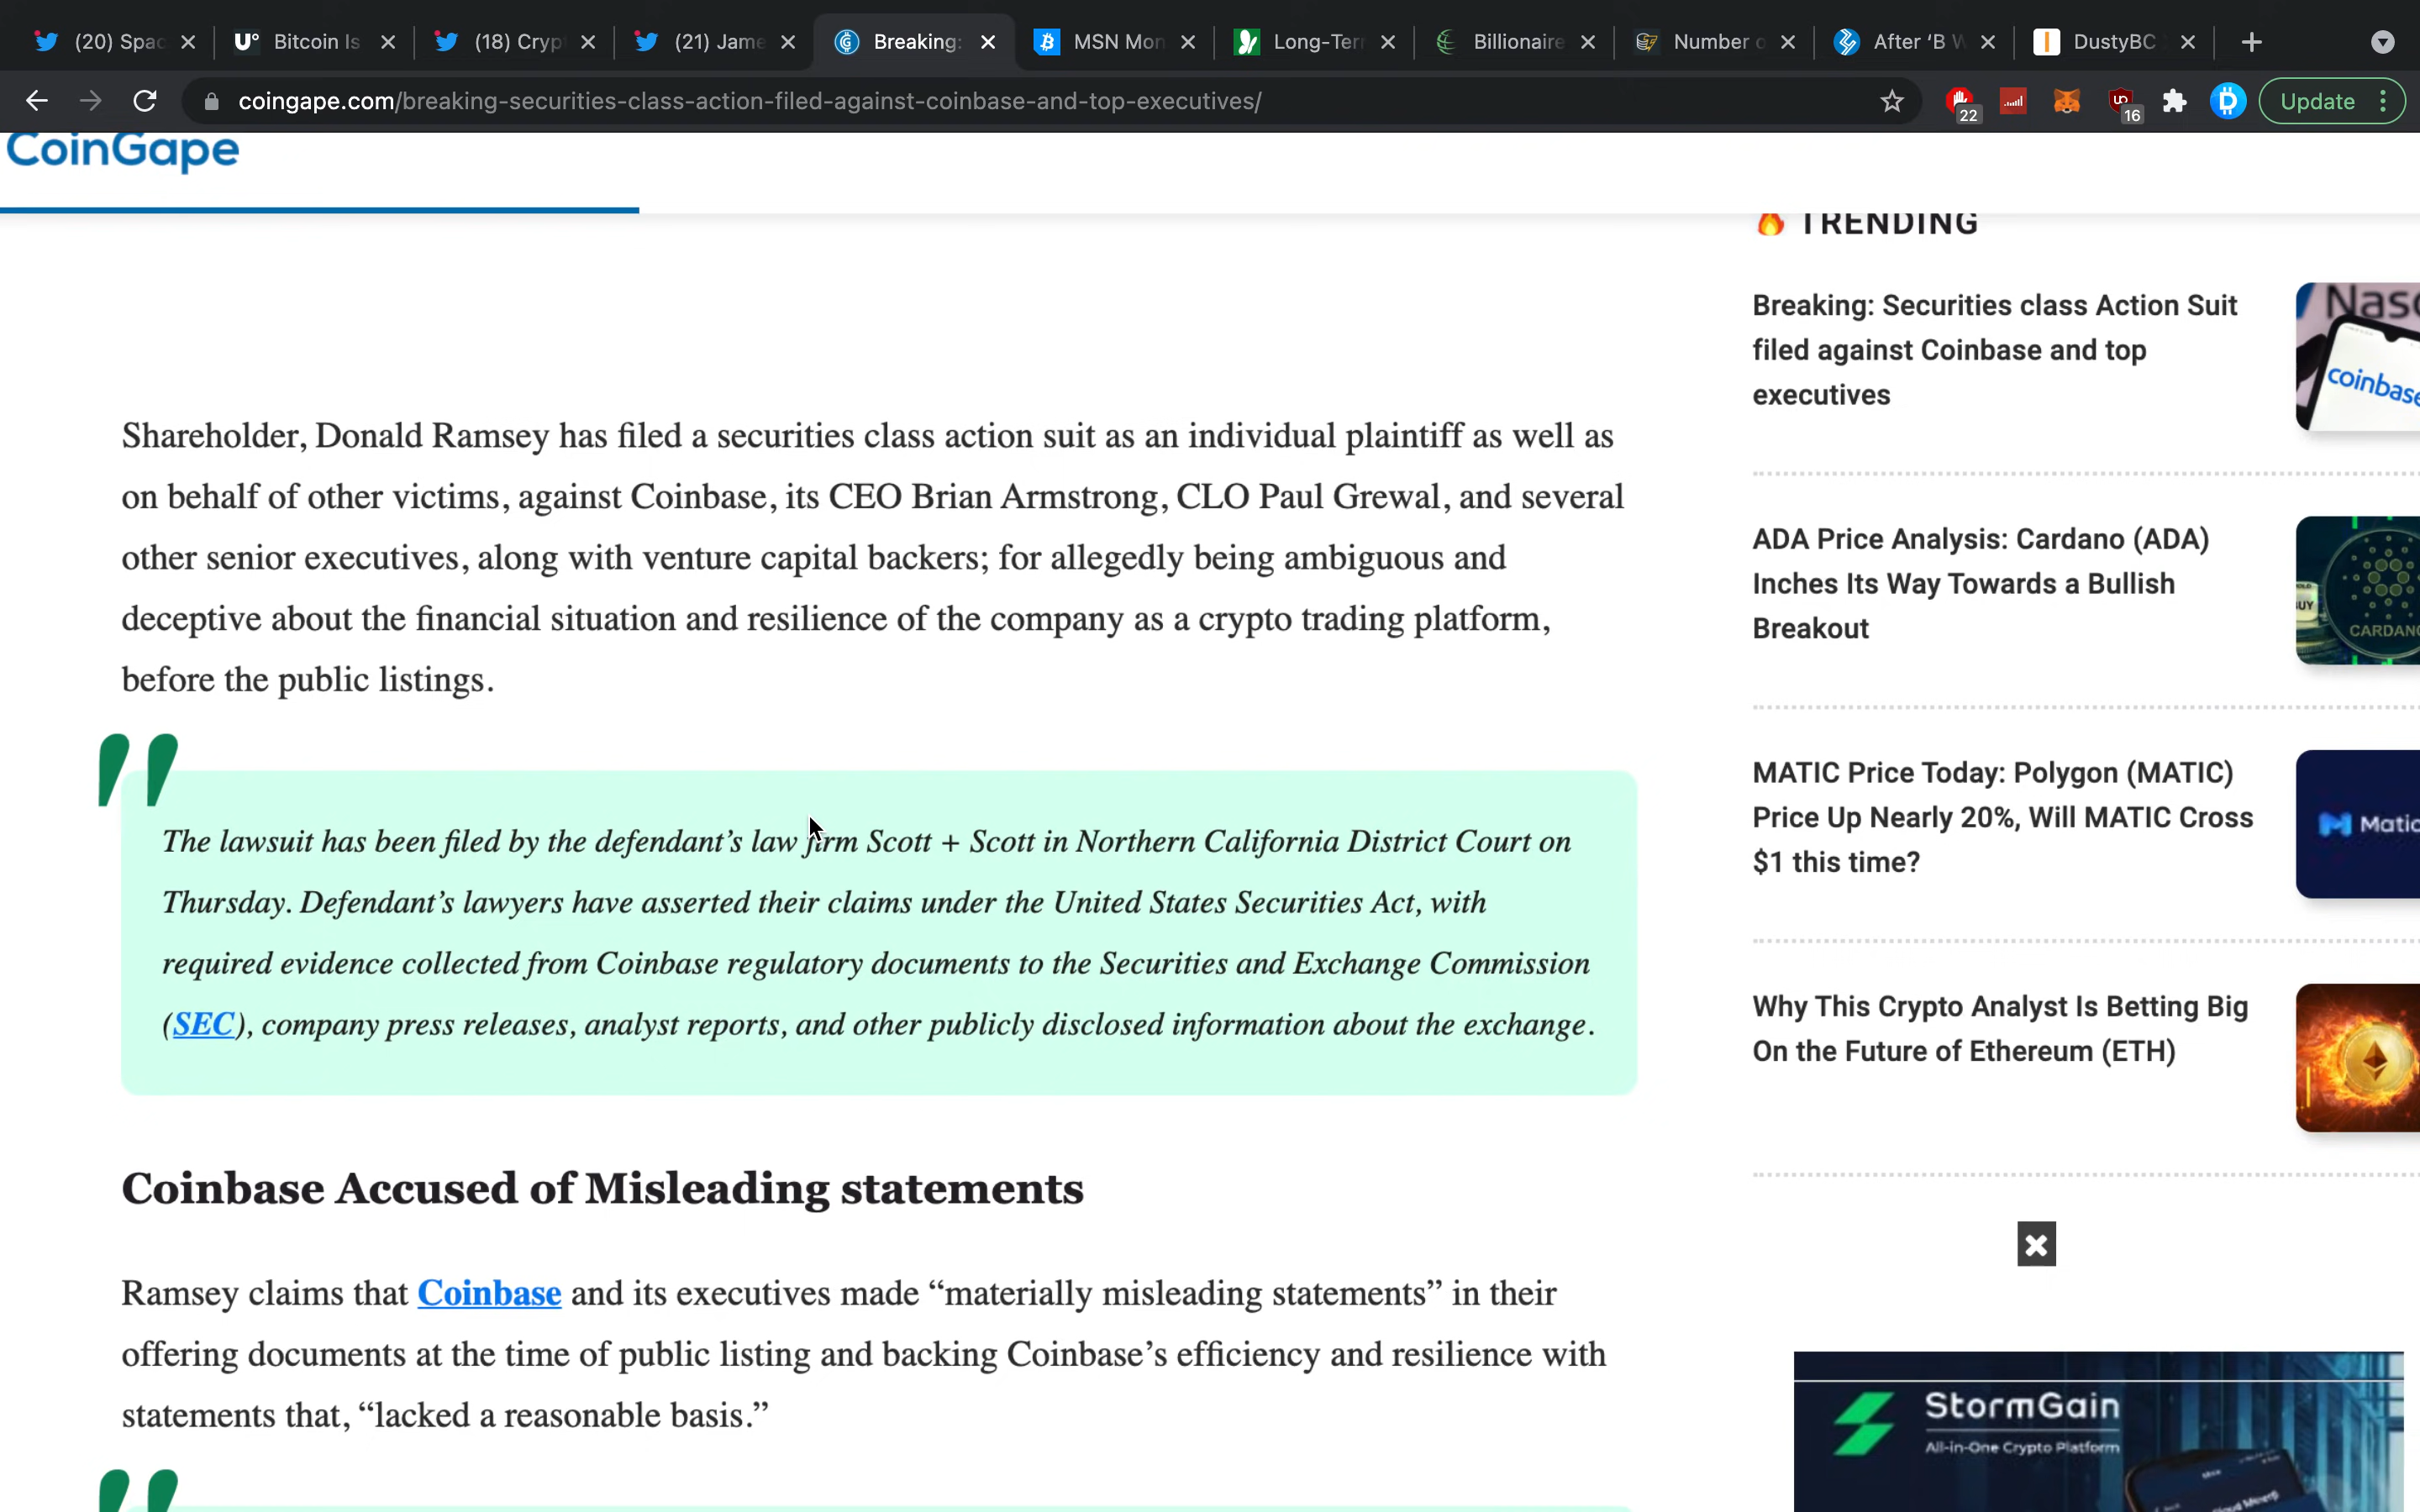 (20) Spac
Bitcoin Is
(18) Cryp
(21) Jame
Breaking:
MSN Mon
Long-Ter
Billionaire
Number o
After ‘B W
DustyBC
coingape.com/breaking-securities-class-action-filed-against-coinbase-and-top-executives/
22
16
Update
CoinGape
TRENDING
Shareholder, Donald Ramsey has filed a securities class action suit as an individual plaintiff as well as
on behalf of other victims, against Coinbase, its CEO Brian Armstrong, CLO Paul Grewal, and several
other senior executives, along with venture capital backers; for allegedly being ambiguous and
deceptive about the financial situation and resilience of the company as a crypto trading platform,
before the public listings.
The lawsuit has been filed by the defendant’s law firm Scott + Scott in Northern California District Court on
Thursday. Defendant’s lawyers have asserted their claims under the United States Securities Act, with
required evidence collected from Coinbase regulatory documents to the Securities and Exchange Commission
(SEC), company press releases, analyst reports, and other publicly disclosed information about the exchange.
Coinbase Accused of Misleading statements
Ramsey claims that Coinbase and its executives made “materially misleading statements” in their
offering documents at the time of public listing and backing Coinbase’s efficiency and resilience with
statements that, “lacked a reasonable basis.”
Breaking: Securities class Action Suit
filed against Coinbase and top
executives
Nasd
coinbase
ADA Price Analysis: Cardano (ADA)
Inches Its Way Towards a Bullish
Breakout
BUY
CARDANO
MATIC Price Today: Polygon (MATIC)
Price Up Nearly 20%, Will MATIC Cross
$1 this time?
Matic
Why This Crypto Analyst Is Betting Big
On the Future of Ethereum (ETH)
StormGain
All-in-One Crypto Platform